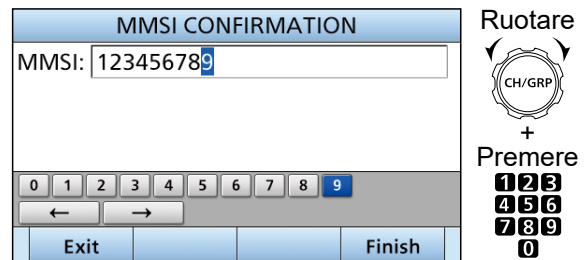 MMSI CONFIRMATION
MMSI: 123456789
0 1 2 3 4 5 6 7 8 9
← →
Exit Finish
Ruotare
CH/GRP
+
Premere
1 2 3
4 5 6
7 8 9
0